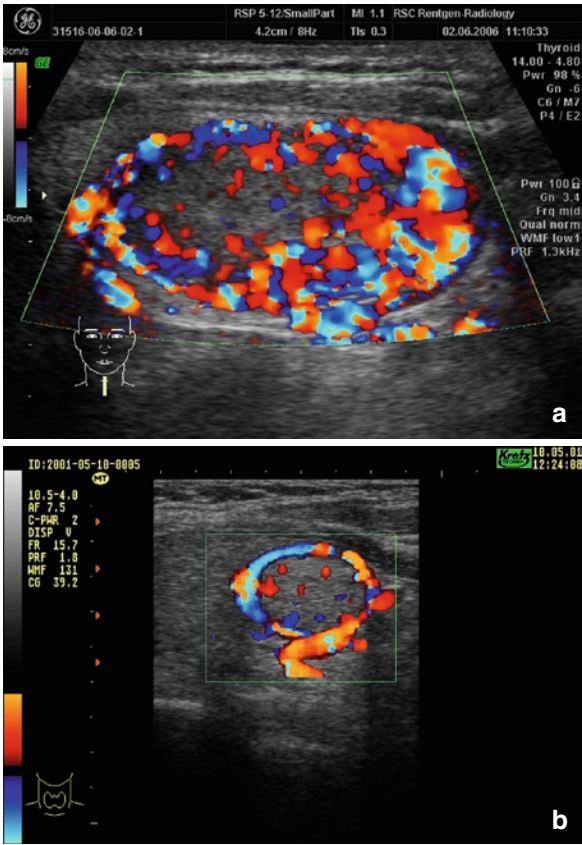 RSP 5-12/SmallPart MI 1.1 RSC Rentgen-Radiology
31516-06-06-02-1 4.2cm / 8Hz TIs 0.3 02.06.2006 11:10:33
8cm/s
-8cm/s
Thyroid
14.00 - 4.80
Pwr 98 %
Gn -6
C6 / M7
P4 / E2
Pwr 100
Gn 3.4
Frq mid
Qual norm
WMF low1
PRF 1.3kHz
a
ID:2001-05-10-0005 Kretz 10.05.01
12:24:08
MT
10.5-4.0
AF 7.5
C-PWR 2
DISP V
FR 15.7
PRF 1.8
WMF 131
CG 39.2
b